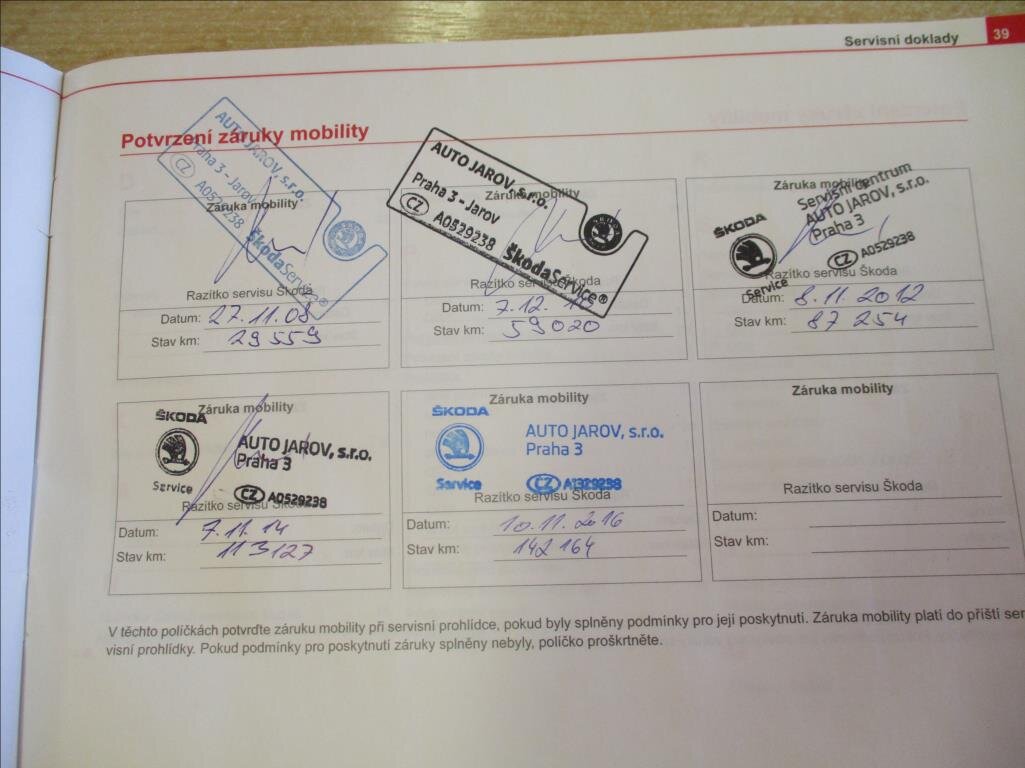 Servisní doklady 39
Potvrzení záruky mobility
AUTO JAROV, s.r.o.
Praha 3 - Jarov
CZ A0529238
ŠkodaService®
Záruka mobility
Razítko servisu Škoda
Datum: 27.11.08
Stav km: 29559
AUTO JAROV, s.r.o.
Praha 3 - Jarov
CZ A0529238
ŠkodaService®
Záruka mobility
Razítko servisu Škoda
Datum: 7.12.
Stav km: 59020
Záruka mobility
Servisní centrum
AUTO JAROV, s.r.o.
Praha 3
CZ A0529238
ŠKODA
Service
Razítko servisu Škoda
Datum: 8.11.2012
Stav km: 87 254
Záruka mobility
ŠKODA
AUTO JAROV, s.r.o.
Praha 3
Service
CZ A0529238
Razítko servisu Škoda
Datum: 7.11.14
Stav km: 113127
Záruka mobility
ŠKODA
AUTO JAROV, s.r.o.
Praha 3
Service
CZ
Razítko servisu Škoda
Datum: 10.11.2016
Stav km: 142 164
Záruka mobility
Razítko servisu Škoda
Datum:
Stav km:
V těchto políčkách potvrďte záruku mobility při servisní prohlídce, pokud byly splněny podmínky pro její poskytnutí. Záruka mobility platí do příští ser-
visní prohlídky. Pokud podmínky pro poskytnutí záruky splněny nebyly, políčko proškrtněte.